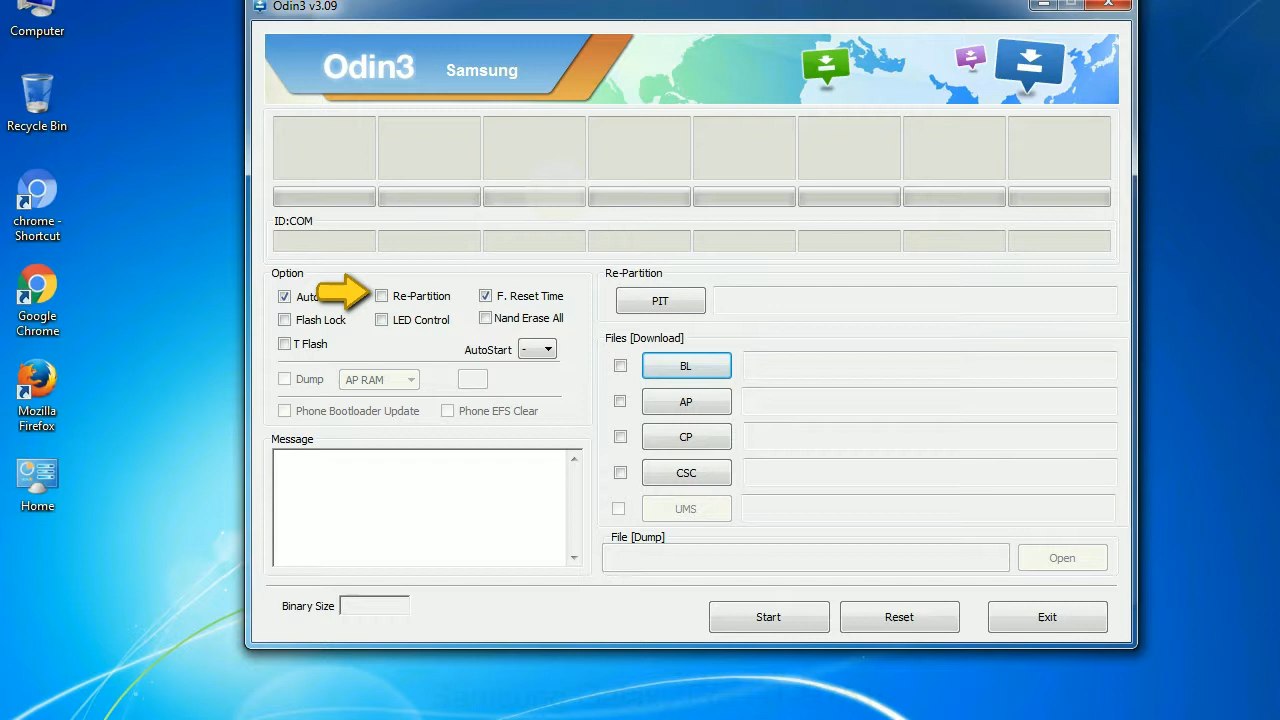 Odin3 v3.09
Computer
Recycle Bin
chrome -
Shortcut
Google
Chrome
Mozilla
Firefox
Home
Odin3 Samsung
ID:COM
Option
Re-Partition F. Reset Time
Flash Lock LED Control Nand Erase All
T Flash AutoStart -
Dump AP RAM
Phone Bootloader Update Phone EFS Clear
Message
Re-Partition
PIT
Files [Download]
BL
AP
CP
CSC
UMS
File [Dump]
Open
Binary Size
Start Reset Exit